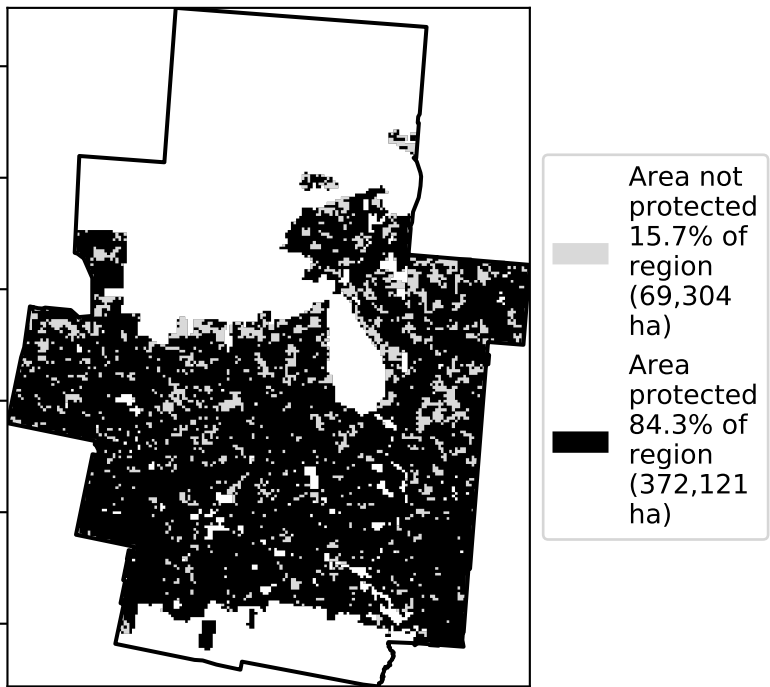 Area not
protected
15.7% of
region
(69,304
ha)
Area
protected
84.3% of
region
(372,121
ha)